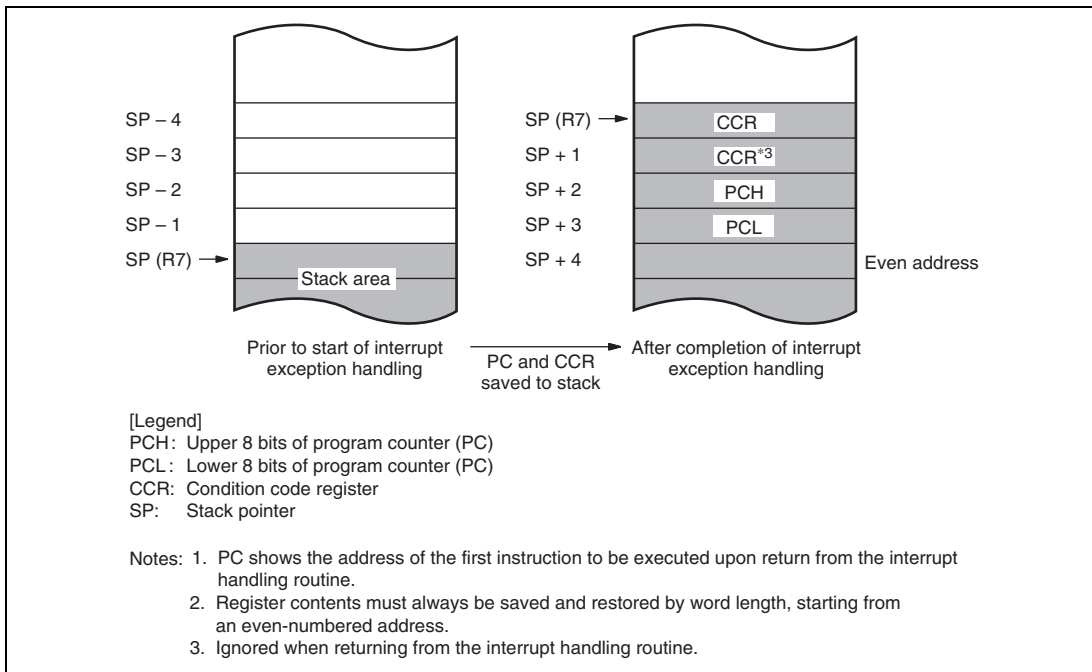 SP – 4
SP – 3
SP – 2
SP – 1
SP (R7)
Stack area
SP (R7)
SP + 1
SP + 2
SP + 3
SP + 4
CCR
CCR*3
PCH
PCL
Even address
Prior to start of interrupt
exception handling
PC and CCR
saved to stack
After completion of interrupt
exception handling
[Legend]
PCH: Upper 8 bits of program counter (PC)
PCL: Lower 8 bits of program counter (PC)
CCR: Condition code register
SP: Stack pointer
Notes: 1. PC shows the address of the first instruction to be executed upon return from the interrupt
handling routine.
2. Register contents must always be saved and restored by word length, starting from
an even-numbered address.
3. Ignored when returning from the interrupt handling routine.